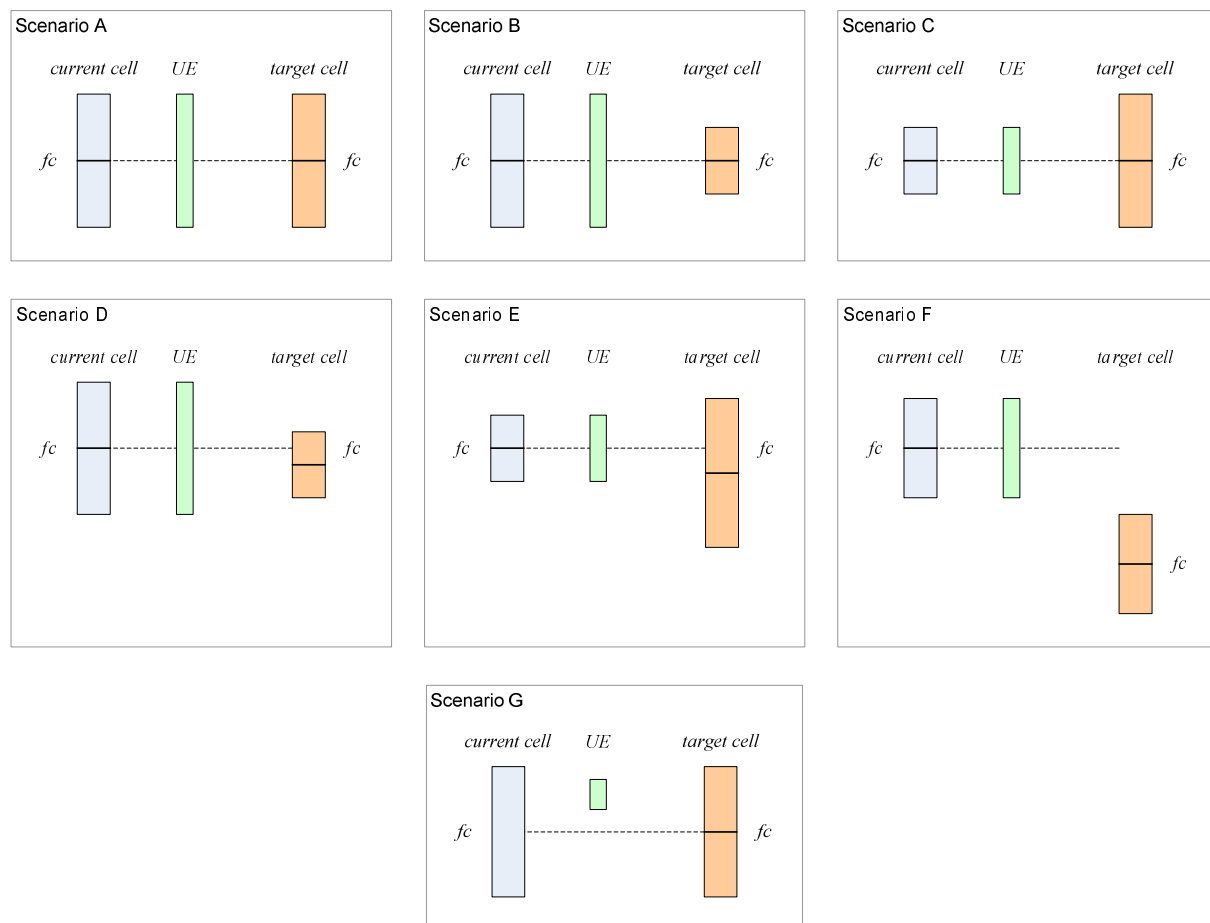 Scenario A
current cell UE target cell
fc fc
Scenario B
current cell UE target cell
fc fc
Scenario C
current cell UE target cell
fc fc
Scenario D
current cell UE target cell
fc fc
Scenario E
current cell UE target cell
fc fc
Scenario F
current cell UE target cell
fc
fc
Scenario G
current cell UE target cell
fc fc